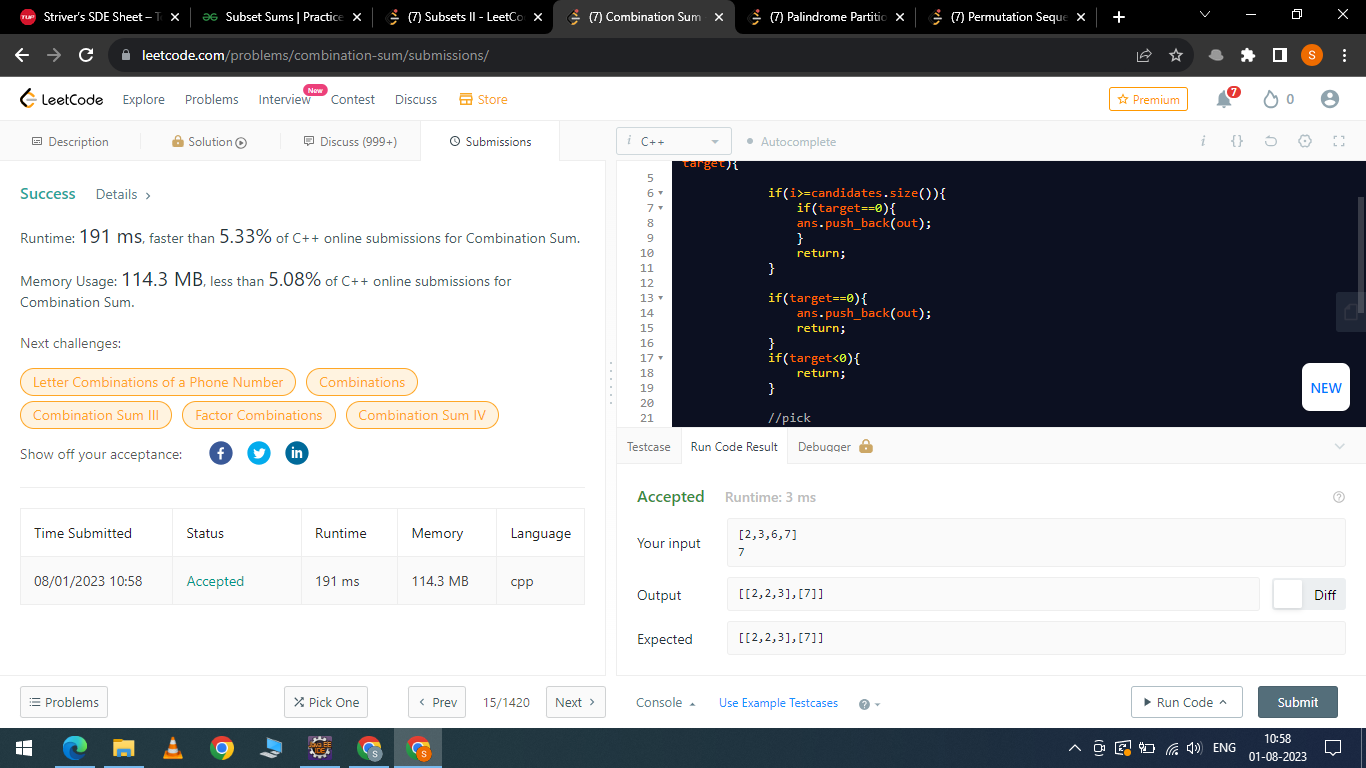 Striver's SDE Sheet – T
Subset Sums | Practice
(7) Subsets II - LeetCo
(7) Combination Sum
(7) Palindrome Partitio
(7) Permutation Seque
leetcode.com/problems/combination-sum/submissions/
S
LeetCode Explore Problems Interview New Contest Discuss Store
Premium 7 0
Description Solution Discuss (999+) Submissions
i C++ Autocomplete
Success Details ›
Runtime: 191 ms, faster than 5.33% of C++ online submissions for Combination Sum.
Memory Usage: 114.3 MB, less than 5.08% of C++ online submissions for
Combination Sum.
Next challenges:
Letter Combinations of a Phone Number Combinations
Combination Sum III Factor Combinations Combination Sum IV
Show off your acceptance:
Time Submitted Status Runtime Memory Language
08/01/2023 10:58 Accepted 191 ms 114.3 MB cpp
target){
5
6 if(i>=candidates.size()){
7 if(target==0){
8 ans.push_back(out);
9 }
10 return;
11 }
12
13 if(target==0){
14 ans.push_back(out);
15 return;
16 }
17 if(target<0){
18 return;
19 }
20
21 //pick
NEW
Testcase Run Code Result Debugger
Accepted Runtime: 3 ms
Your input
[2,3,6,7]
7
Output [[2,2,3],[7]] Diff
Expected [[2,2,3],[7]]
Problems Pick One Prev 15/1420 Next
Console Use Example Testcases Run Code Submit
ENG 10:58
01-08-2023